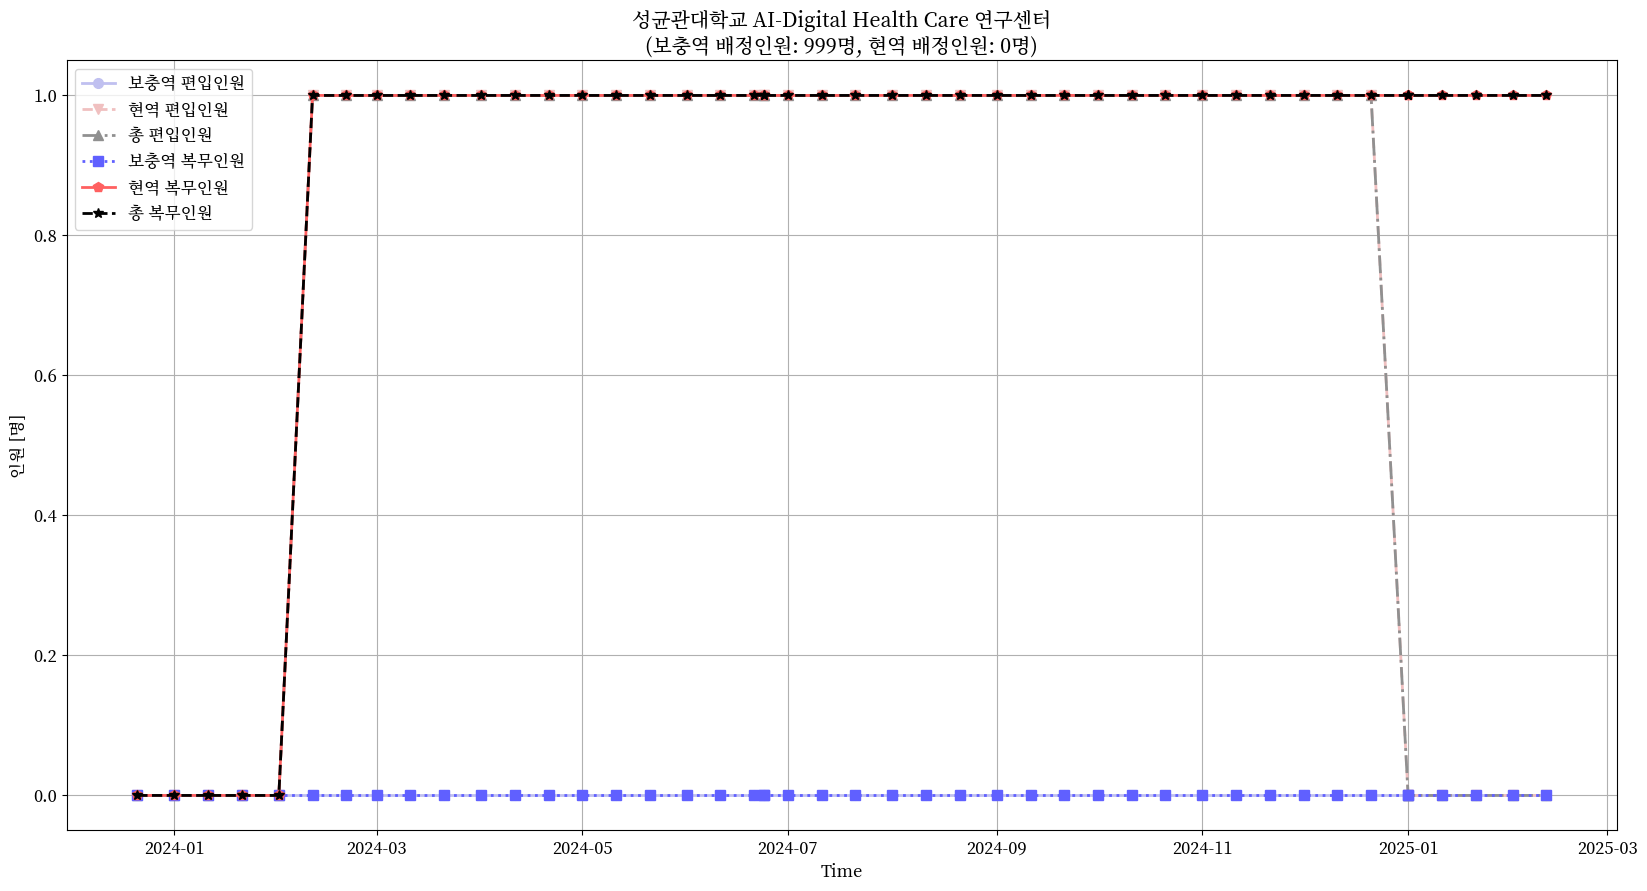 성균관대학교 AI-Digital Health Care 연구센터
(보충역 배정인원: 999명, 현역 배정인원: 0명)
보충역 편입인원
현역 편입인원
총 편입인원
보충역 복무인원
현역 복무인원
총 복무인원
인원 [명]
1.0
0.8
0.6
0.4
0.2
0.0
2024-01 2024-03 2024-05 2024-07 2024-09 2024-11 2025-01 2025-03
Time